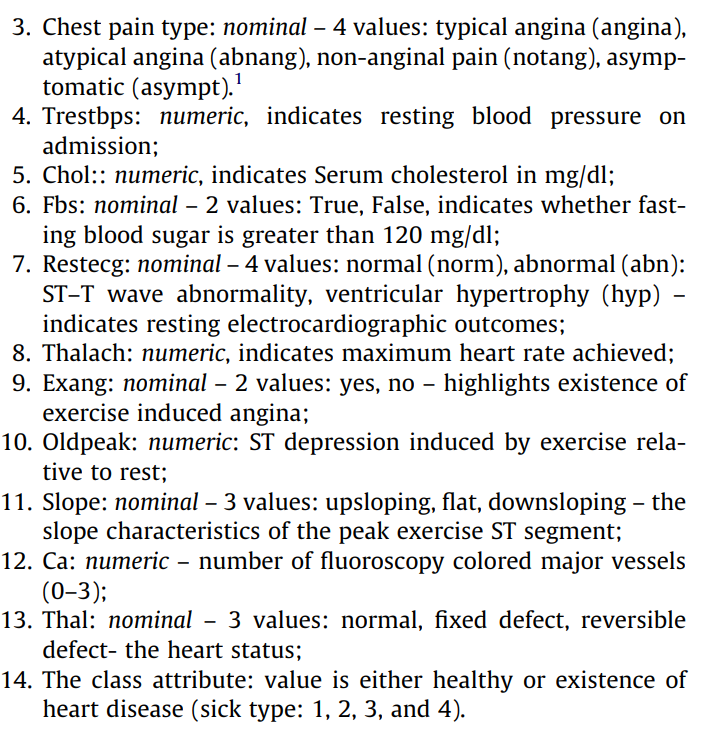 3. Chest pain type: nominal – 4 values: typical angina (angina),
atypical angina (abnang), non-anginal pain (notang), asymp-
tomatic (asympt).1
4. Trestbps: numeric, indicates resting blood pressure on
admission;
5. Chol:: numeric, indicates Serum cholesterol in mg/dl;
6. Fbs: nominal – 2 values: True, False, indicates whether fast-
ing blood sugar is greater than 120 mg/dl;
7. Restecg: nominal – 4 values: normal (norm), abnormal (abn):
ST–T wave abnormality, ventricular hypertrophy (hyp) –
indicates resting electrocardiographic outcomes;
8. Thalach: numeric, indicates maximum heart rate achieved;
9. Exang: nominal – 2 values: yes, no – highlights existence of
exercise induced angina;
10. Oldpeak: numeric: ST depression induced by exercise rela-
tive to rest;
11. Slope: nominal – 3 values: upsloping, flat, downsloping – the
slope characteristics of the peak exercise ST segment;
12. Ca: numeric – number of fluoroscopy colored major vessels
(0–3);
13. Thal: nominal – 3 values: normal, fixed defect, reversible
defect- the heart status;
14. The class attribute: value is either healthy or existence of
heart disease (sick type: 1, 2, 3, and 4).